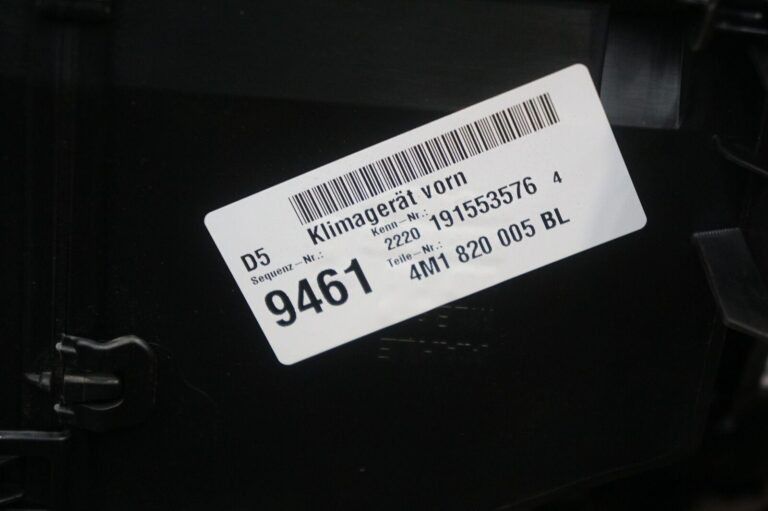 Klimagerät vorn
D5
Kenn-Nr.:
2220 191553576 4
Sequenz-Nr.:
9461
Teile-Nr.:
4M1 820 005 BL